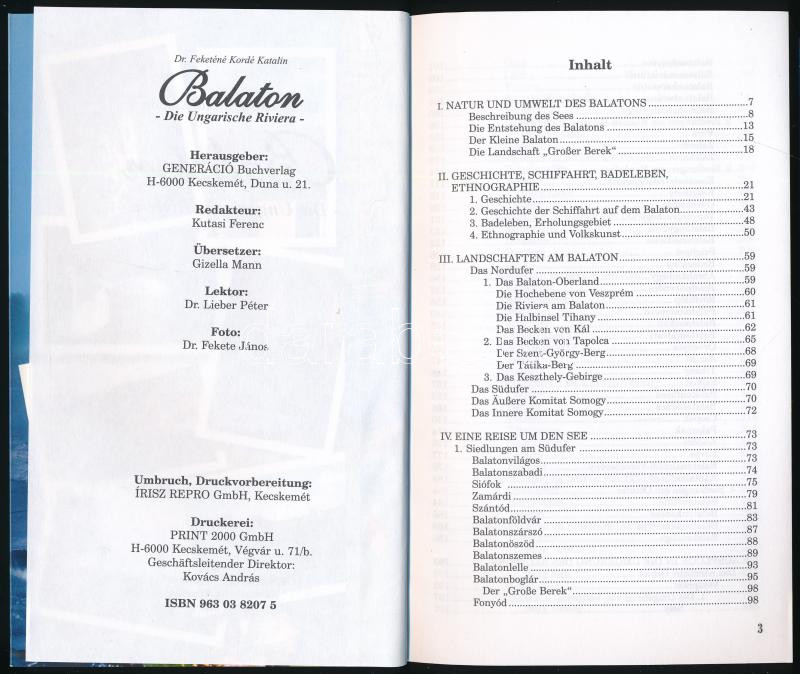 Dr. Feketéné Kordé Katalin
Balaton
- Die Ungarische Riviera -
Herausgeber:
GENERÁCIÓ Buchverlag
H-6000 Kecskemét, Duna u. 21.
Redakteur:
Kutasi Ferenc
Übersetzer:
Gizella Mann
Lektor:
Dr. Lieber Péter
Foto:
Dr. Fekete János
Umbruch, Druckvorbereitung:
ÍRISZ REPRO GmbH, Kecskemét
Druckerei:
PRINT 2000 GmbH
H-6000 Kecskemét, Végvár u. 71/b.
Geschäftsleitender Direktor:
Kovács András
ISBN 963 03 8207 5
Inhalt
I. NATUR UND UMWELT DES BALATONS 7
Beschreibung des Sees 8
Die Entstehung des Balatons 13
Der Kleine Balaton 15
Die Landschaft „Großer Berek“ 18
II. GESCHICHTE, SCHIFFAHRT, BADELEBEN,
ETHNOGRAPHIE 21
1. Geschichte 21
2. Geschichte der Schiffahrt auf dem Balaton 43
3. Badeleben, Erholungsgebiet 48
4. Ethnographie und Volkskunst 50
III. LANDSCHAFTEN AM BALATON 59
Das Nordufer 59
1. Das Balaton-Oberland 59
Die Hochebene von Veszprém 60
Die Riviera am Balaton 61
Die Halbinsel Tihany 61
Das Becken von Kál 62
2. Das Becken von Tapolca 65
Der Szent-György-Berg 68
Der Tátika-Berg 69
3. Das Keszthely-Gebirge 69
Das Südufer 70
Das Äußere Komitat Somogy 70
Das Innere Komitat Somogy 72
IV. EINE REISE UM DEN SEE 73
1. Siedlungen am Südufer 73
Balatonvilágos 73
Balatonszabadi 74
Siófok 75
Zamárdi 79
Szántód 81
Balatonföldvár 83
Balatonszárszó 87
Balatonőszöd 88
Balatonszemes 89
Balatonlelle 93
Balatonboglár 95
Der „Große Berek“ 98
Fonyód 98
3